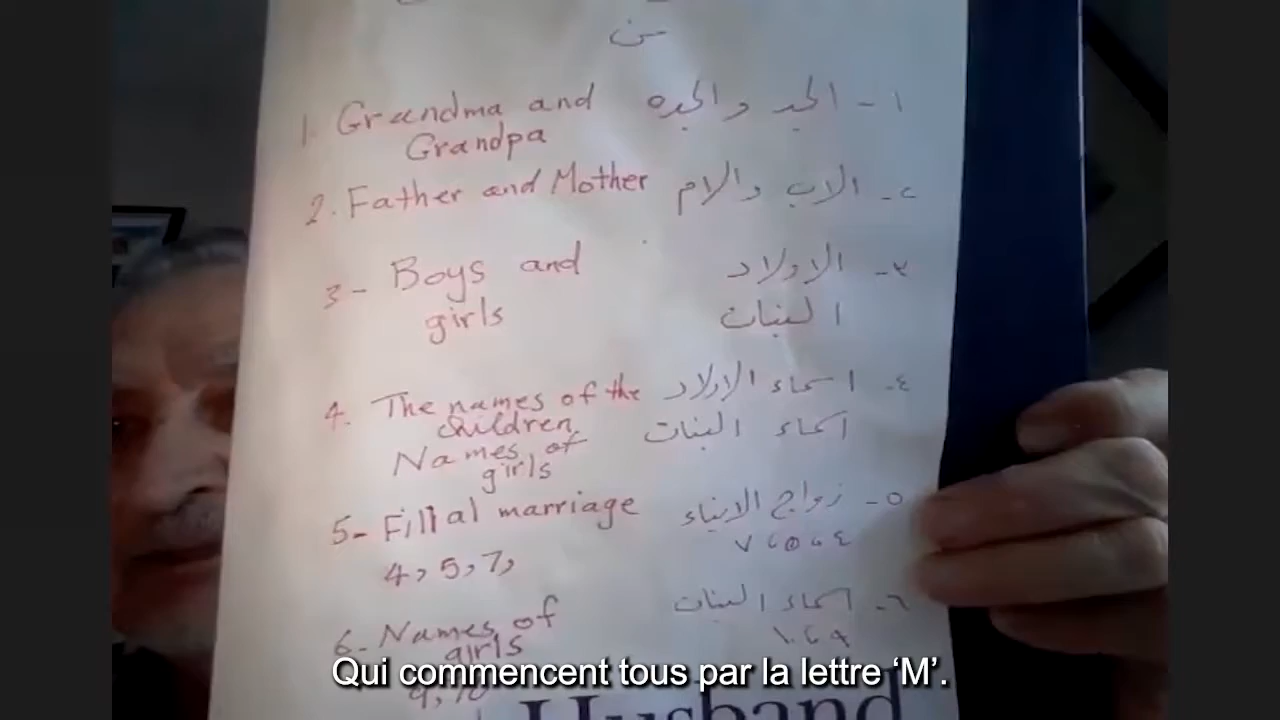 من
1. Grandma and ١ - الجد والجده
Grandpa
2. Father and Mother ٢ - الاب والام
3 - Boys and ٣ - الاولاد
girls البنات
4. The names of the ٤ - اسماء الاولاد
children
Names of اسماء البنات
girls
5 - Fillial marriage ٥ - زواج الابناء
4, 5, 7, ٤، ٥، ٧
6 - Names of ٦ - اسماء البنات
girls ٩، ١٠
9, 10
Qui commencent tous par la lettre ‘M’.
Husband